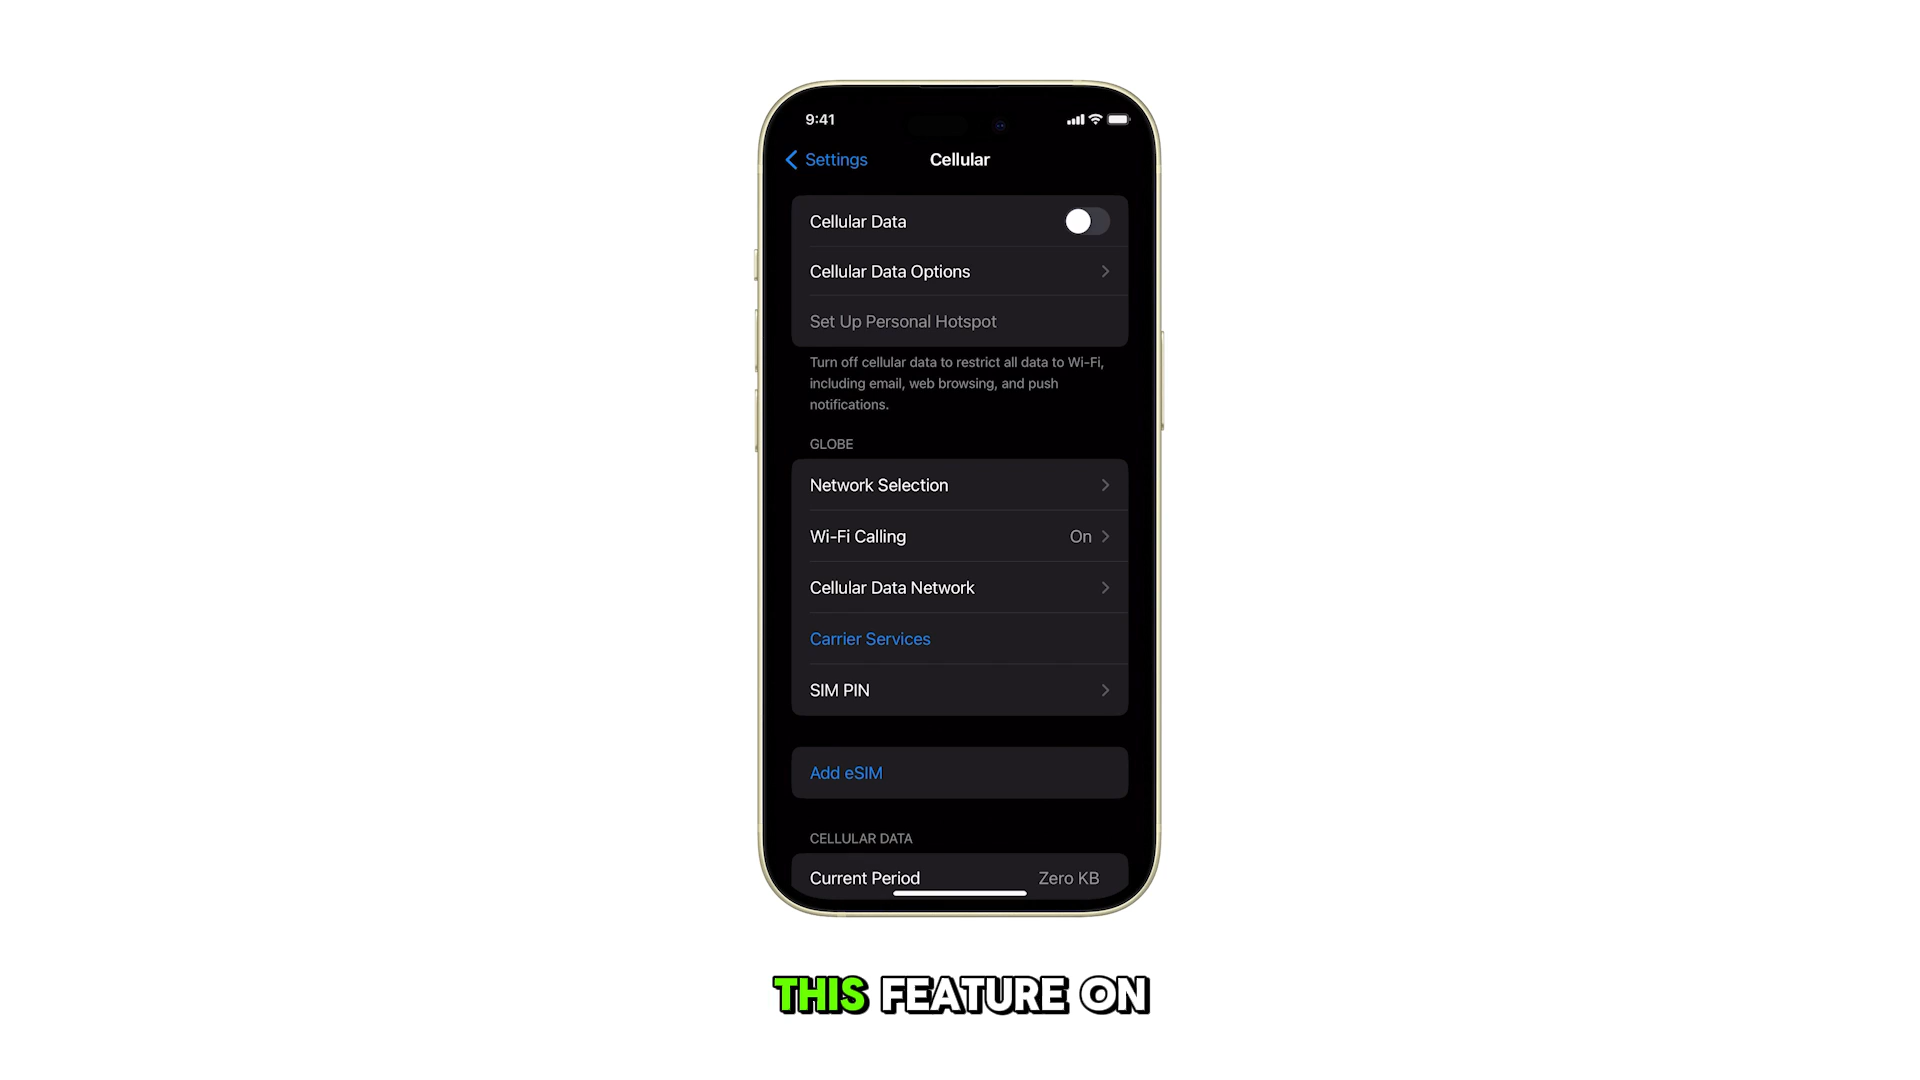 9:41
Settings
Cellular
Cellular Data
Cellular Data Options
Set Up Personal Hotspot
Turn off cellular data to restrict all data to Wi-Fi,
including email, web browsing, and push
notifications.
GLOBE
Network Selection
Wi-Fi Calling On
Cellular Data Network
Carrier Services
SIM PIN
Add eSIM
CELLULAR DATA
Current Period Zero KB
THIS FEATURE ON